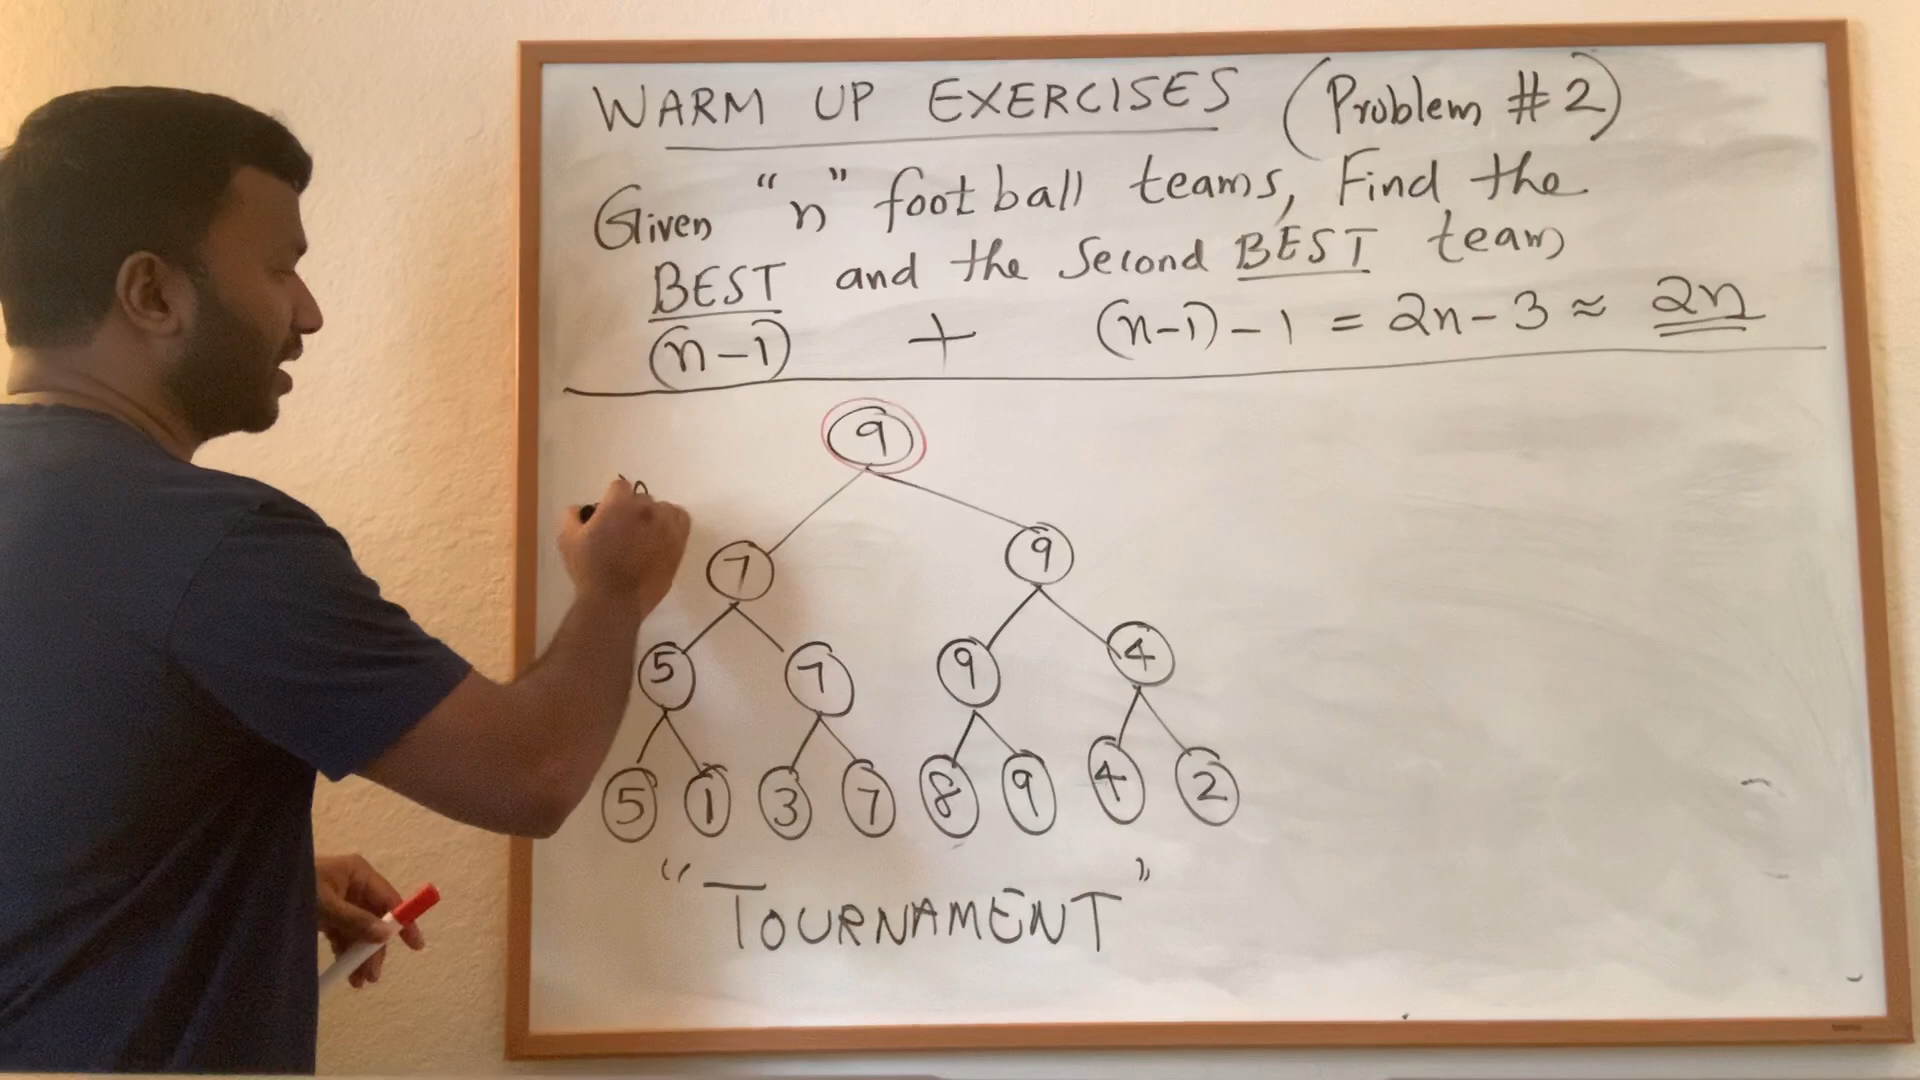 WARM UP EXERCISES (Problem #2)
Given "n" football teams, Find the
BEST and the Second BEST team
(n-1) + (n-1)-1 = 2n-3 ≈ 2n
9
7 9
5 7 9 4
5 1 3 7 8 9 4 2
"TOURNAMENT"